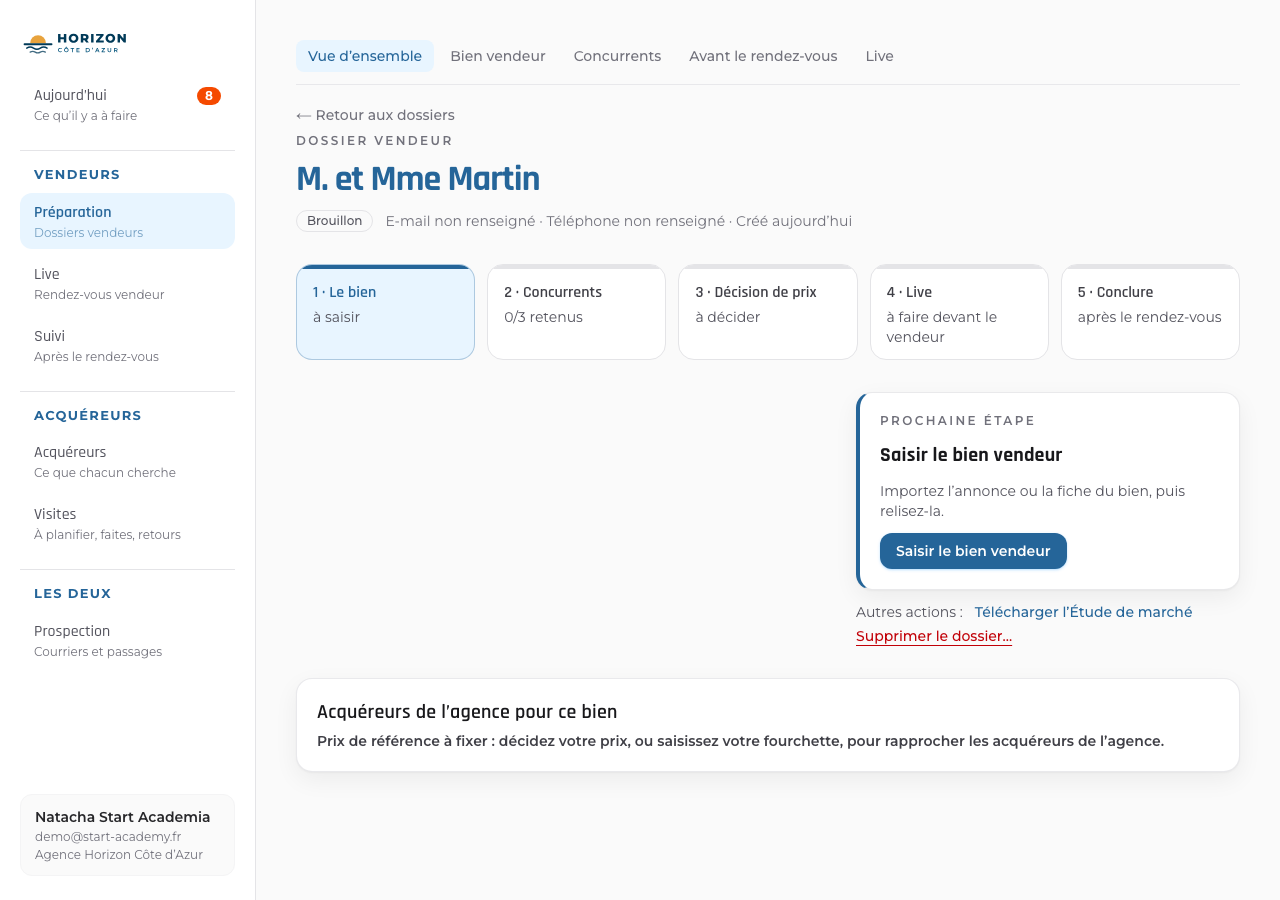 HORIZON
CÔTE D'AZUR
Aujourd'hui
8
Ce qu'il y a à faire
VENDEURS
Préparation
Dossiers vendeurs
Live
Rendez-vous vendeur
Suivi
Après le rendez-vous
ACQUÉREURS
Acquéreurs
Ce que chacun cherche
Visites
À planifier, faites, retours
LES DEUX
Prospection
Courriers et passages
Natacha Start Academia
demo@start-academy.fr
Agence Horizon Côte d'Azur
Vue d'ensemble Bien vendeur Concurrents Avant le rendez-vous Live
← Retour aux dossiers
DOSSIER VENDEUR
M. et Mme Martin
Brouillon E-mail non renseigné · Téléphone non renseigné · Créé aujourd'hui
1 · Le bien
à saisir
2 · Concurrents
0/3 retenus
3 · Décision de prix
à décider
4 · Live
à faire devant le
vendeur
5 · Conclure
après le rendez-vous
PROCHAINE ÉTAPE
Saisir le bien vendeur
Importez l'annonce ou la fiche du bien, puis
relisez-la.
Saisir le bien vendeur
Autres actions : Télécharger l'Étude de marché
Supprimer le dossier…
Acquéreurs de l'agence pour ce bien
Prix de référence à fixer : décidez votre prix, ou saisissez votre fourchette, pour rapprocher les acquéreurs de l'agence.